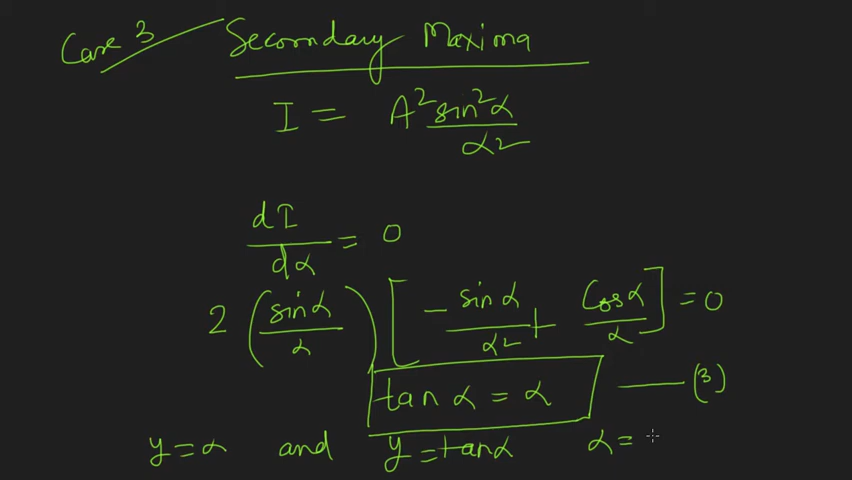 Case 3 Secondary Maxima
I = A² sin²α / α²
dI / dα = 0
2 (sinα / α) [ - sinα / α² + Cosα / α ] = 0
tan α = α —— (3)
y = α and y = tanα α =